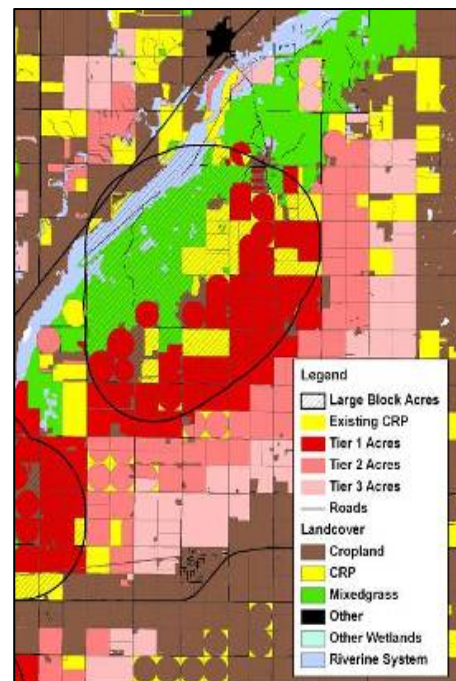 Legend
Large Block Acres
Existing CRP
Tier 1 Acres
Tier 2 Acres
Tier 3 Acres
Roads
Landcover
Cropland
CRP
Mixedgrass
Other
Other Wetlands
Riverine System